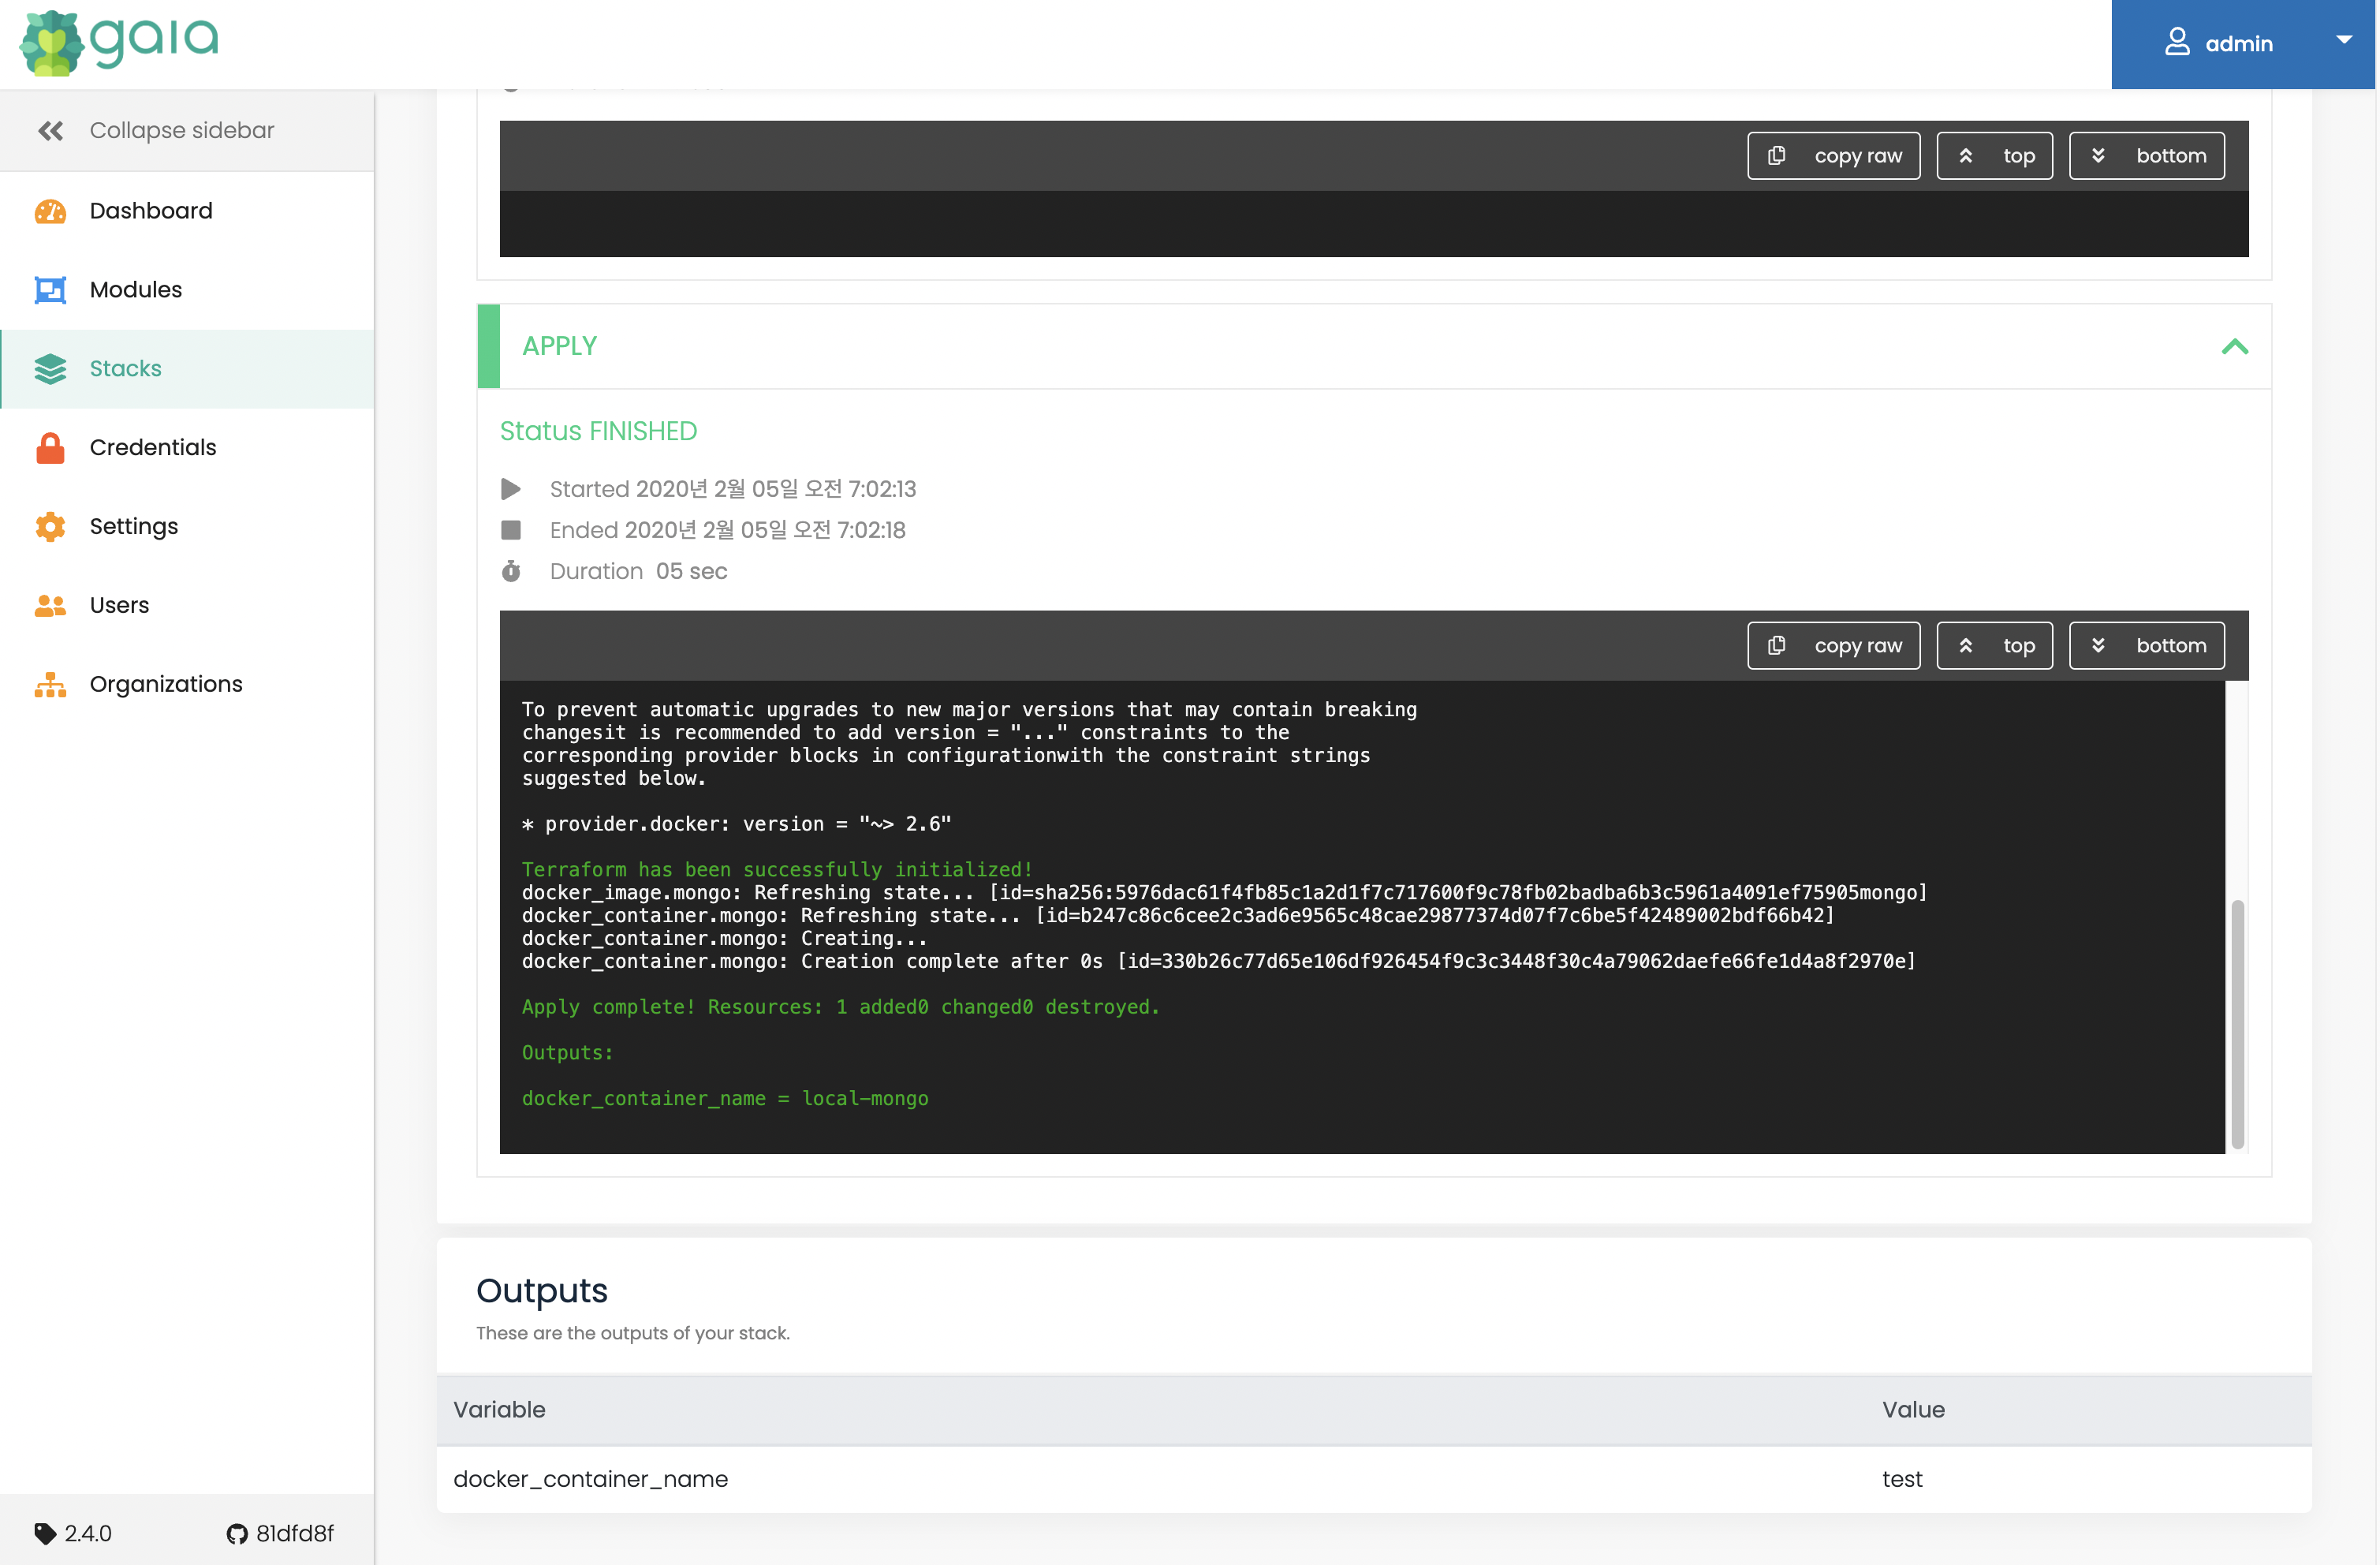 gaia
admin
Collapse sidebar
Dashboard
Modules
Stacks
Credentials
Settings
Users
Organizations
2.4.0
81dfd8f
copy raw
top
bottom
APPLY
Status FINISHED
Started 2020년 2월 05일 오전 7:02:13
Ended 2020년 2월 05일 오전 7:02:18
Duration 05 sec
copy raw
top
bottom
To prevent automatic upgrades to new major versions that may contain breaking
changesit is recommended to add version = "..." constraints to the
corresponding provider blocks in configurationwith the constraint strings
suggested below.
* provider.docker: version = "~> 2.6"
Terraform has been successfully initialized!
docker_image.mongo: Refreshing state... [id=sha256:5976dac61f4fb85c1a2d1f7c717600f9c78fb02badba6b3c5961a4091ef75905mongo]
docker_container.mongo: Refreshing state... [id=b247c86c6cee2c3ad6e9565c48cae29877374d07f7c6be5f42489002bdf66b42]
docker_container.mongo: Creating...
docker_container.mongo: Creation complete after 0s [id=330b26c77d65e106df926454f9c3c3448f30c4a79062daefe66fe1d4a8f2970e]
Apply complete! Resources: 1 added0 changed0 destroyed.
Outputs:
docker_container_name = local-mongo
Outputs
These are the outputs of your stack.
Variable
Value
docker_container_name
test